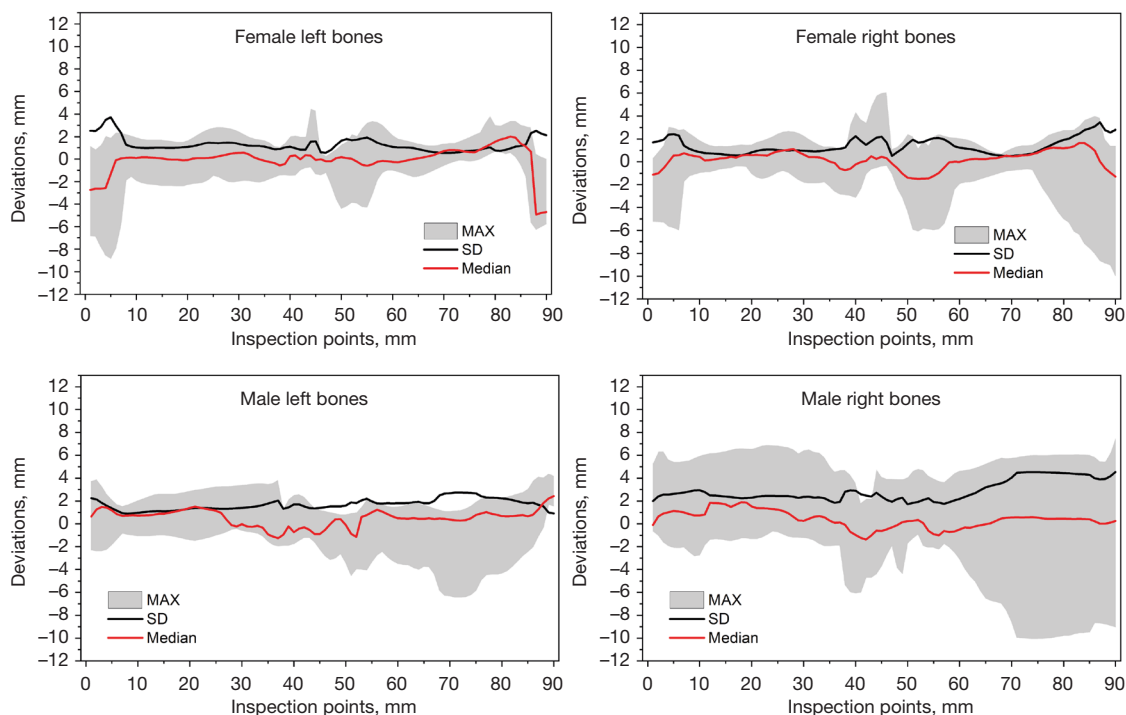 Female left bones
Deviations, mm
12
10
8
6
4
2
0
−2
−4
−6
−8
−10
−12
MAX
SD
Median
0 10 20 30 40 50 60 70 80 90
Inspection points, mm
Female right bones
Deviations, mm
12
10
8
6
4
2
0
−2
−4
−6
−8
−10
−12
MAX
SD
Median
0 10 20 30 40 50 60 70 80 90
Inspection points, mm
Male left bones
Deviations, mm
12
10
8
6
4
2
0
−2
−4
−6
−8
−10
−12
MAX
SD
Median
0 10 20 30 40 50 60 70 80 90
Inspection points, mm
Male right bones
Deviations, mm
12
10
8
6
4
2
0
−2
−4
−6
−8
−10
−12
MAX
SD
Median
0 10 20 30 40 50 60 70 80 90
Inspection points, mm